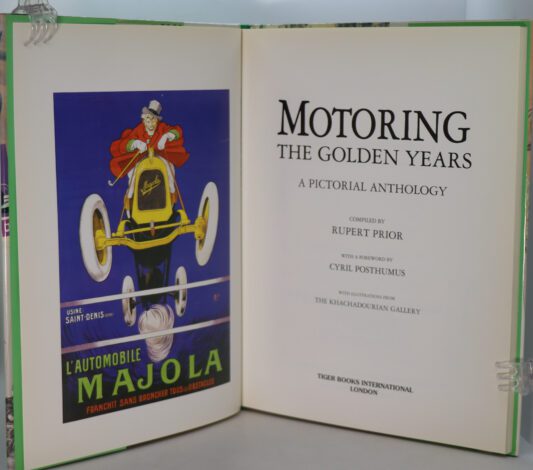 Majola
USINE
SAINT-DENIS
L'AUTOMOBILE
MAJOLA
FRANCHIT SANS BRONCHER TOUS les OBSTACLES
MOTORING
THE GOLDEN YEARS
A PICTORIAL ANTHOLOGY
COMPILED BY
RUPERT PRIOR
WITH A FOREWORD BY
CYRIL POSTHUMUS
WITH ILLUSTRATIONS FROM
THE KHACHADOURIAN GALLERY
TIGER BOOKS INTERNATIONAL
LONDON